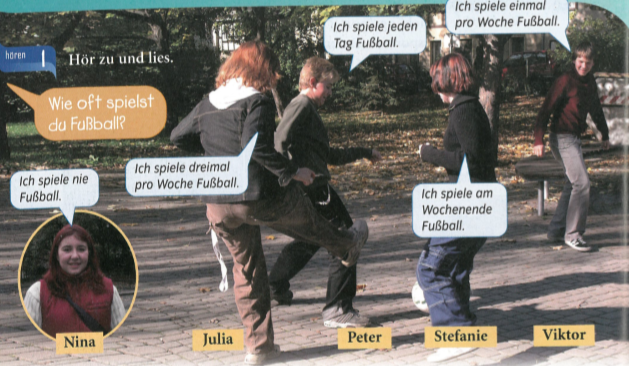 hören 1 Hör zu und lies.
Wie oft spielst
du Fußball?
Ich spiele nie
Fußball.
Ich spiele dreimal
pro Woche Fußball.
Ich spiele jeden
Tag Fußball.
Ich spiele am
Wochenende
Fußball.
Ich spiele einmal
pro Woche Fußball.
Nina
Julia
Peter
Stefanie
Viktor